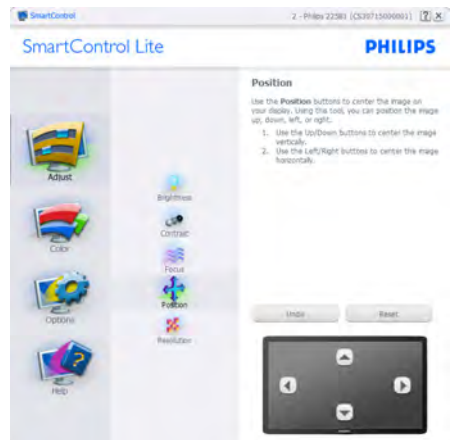 SmartControl
2 - Philips 225B1 (CS30715000001)
SmartControl Lite
PHILIPS
Position
Use the Position buttons to center the image on
your display. Using this tool, you can position the image
up, down, left, or right.
1. Use the Up/Down buttons to center the image
vertically.
2. Use the Left/Right buttons to center the image
horizontally.
Adjust
Color
Options
Help
Brightness
Contrast
Focus
Position
Resolution
Undo
Reset